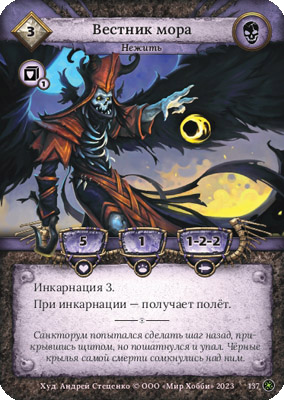 3
Вестник мора
Нежить
1
5
1
1-2-2
Инкарнация 3.
При инкарнации — получает полёт.
Санкторум попытался сделать шаг назад, при-
крывшись щитом, но пошатнулся и упал. Чёрные
крылья самой смерти сомкнулись над ним.
Худ. Андрей Стеценко © ООО «Мир Хобби» 2023
137